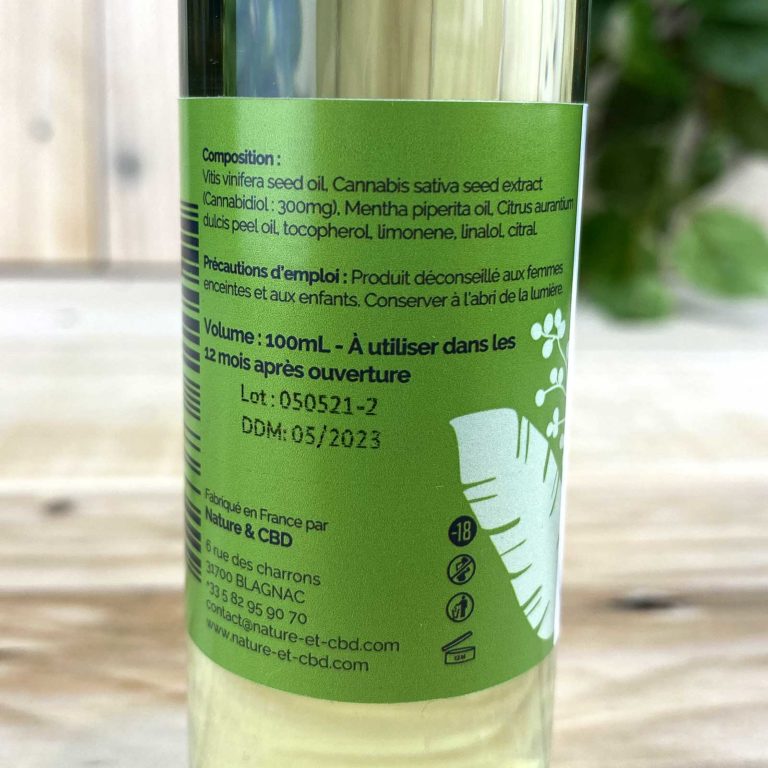 Composition :
Vitis vinifera seed oil, Cannabis sativa seed extract
(Cannabidiol : 300mg), Mentha piperita oil, Citrus aurantium
dulcis peel oil, tocopherol, limonene, linalol, citral.
Précautions d'emploi : Produit déconseillé aux femmes
enceintes et aux enfants. Conserver à l'abri de la lumière.
Volume : 100mL - À utiliser dans les
12 mois après ouverture
Lot : 050521-2
DDM: 05/2023
Fabriqué en France par
Nature & CBD
6 rue des charrons
31700 BLAGNAC
+33 5 82 95 90 70
contact@nature-et-cbd.com
www.nature-et-cbd.com
-18
12M